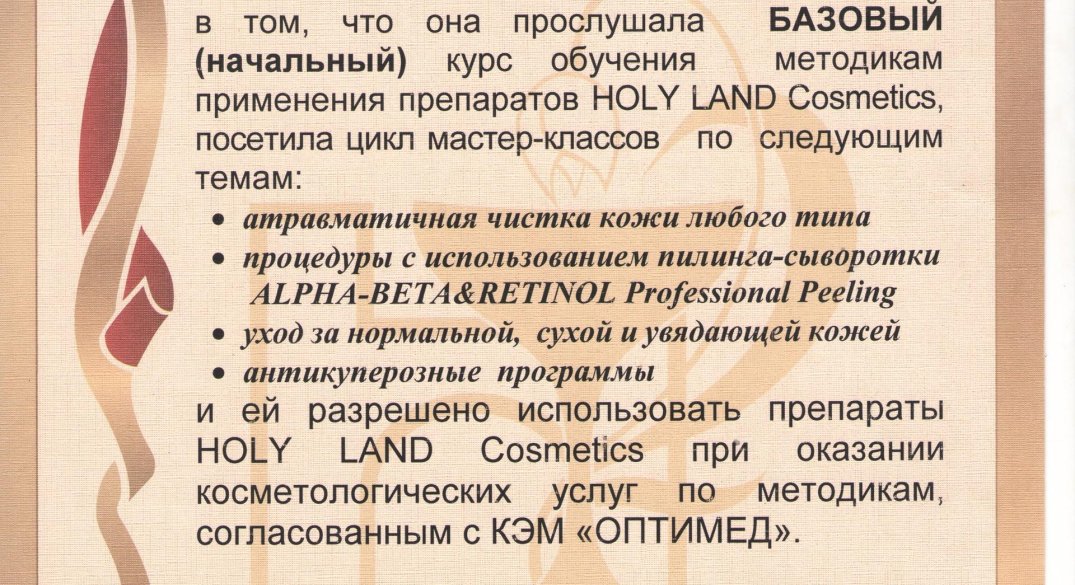 в том, что она прослушала БАЗОВЫЙ
(начальный) курс обучения методикам
применения препаратов HOLY LAND Cosmetics,
посетила цикл мастер-классов по следующим
темам:
• атравматичная чистка кожи любого типа
• процедуры с использованием пилинга-сыворотки
ALPHA-BETA&RETINOL Professional Peeling
• уход за нормальной, сухой и увядающей кожей
• антикуперозные программы
и ей разрешено использовать препараты
HOLY LAND Cosmetics при оказании
косметологических услуг по методикам,
согласованным с КЭМ «ОПТИМЕД».